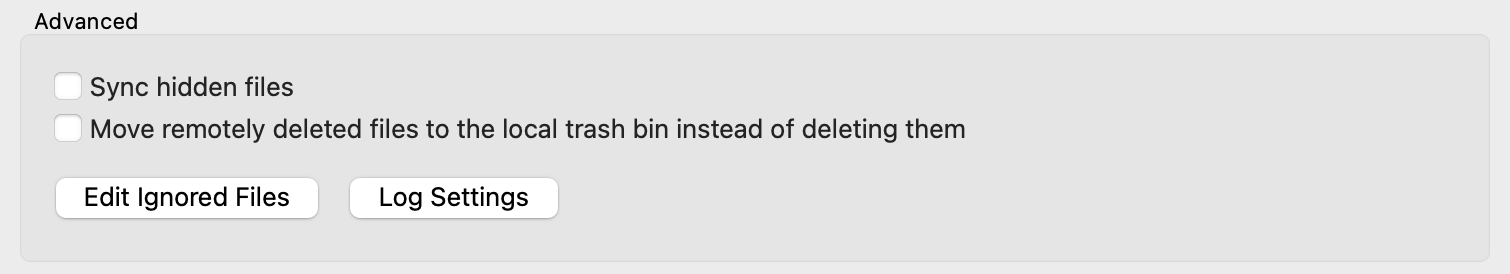 Advanced
Sync hidden files
Move remotely deleted files to the local trash bin instead of deleting them
Edit Ignored Files Log Settings